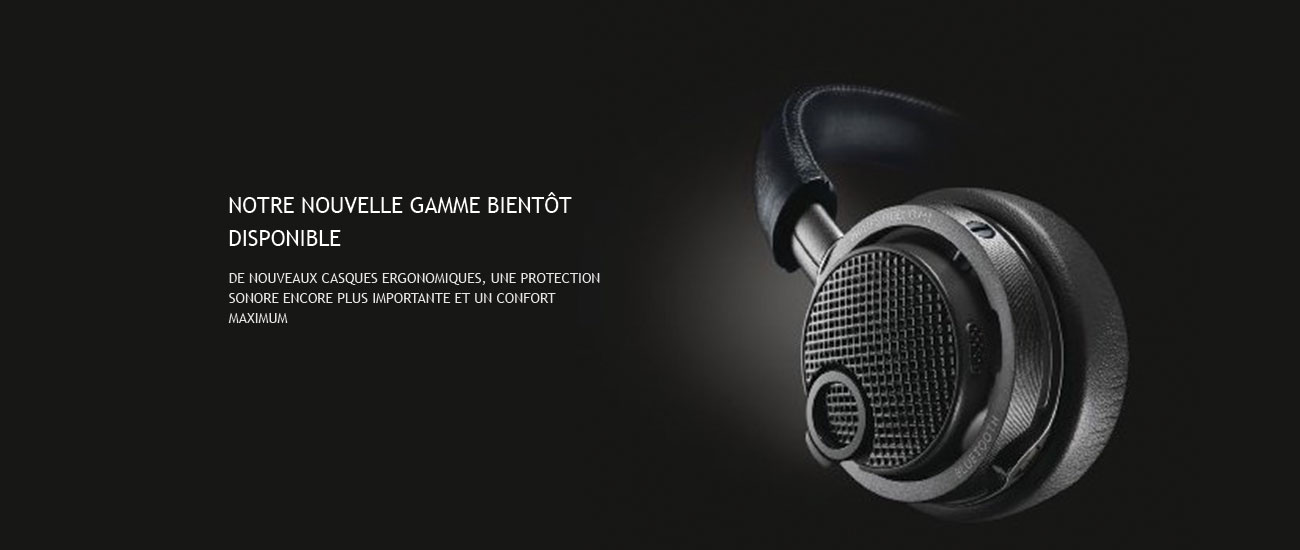 NOTRE NOUVELLE GAMME BIENTÔT
DISPONIBLE
DE NOUVEAUX CASQUES ERGONOMIQUES, UNE PROTECTION
SONORE ENCORE PLUS IMPORTANTE ET UN CONFORT
MAXIMUM
BLUETOOTH